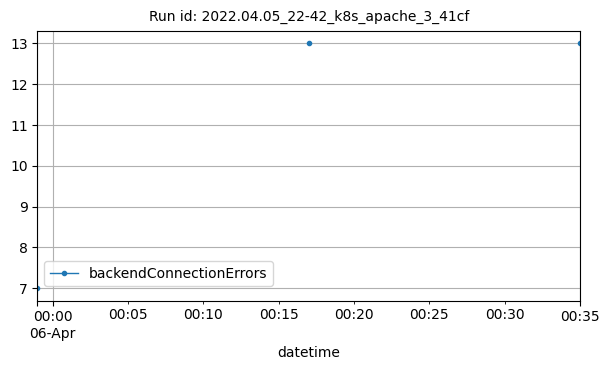 Run id: 2022.04.05_22-42_k8s_apache_3_41cf
13
12
11
10
9
8
7
backendConnectionErrors
00:00 00:05 00:10 00:15 00:20 00:25 00:30 00:35
06-Apr
datetime